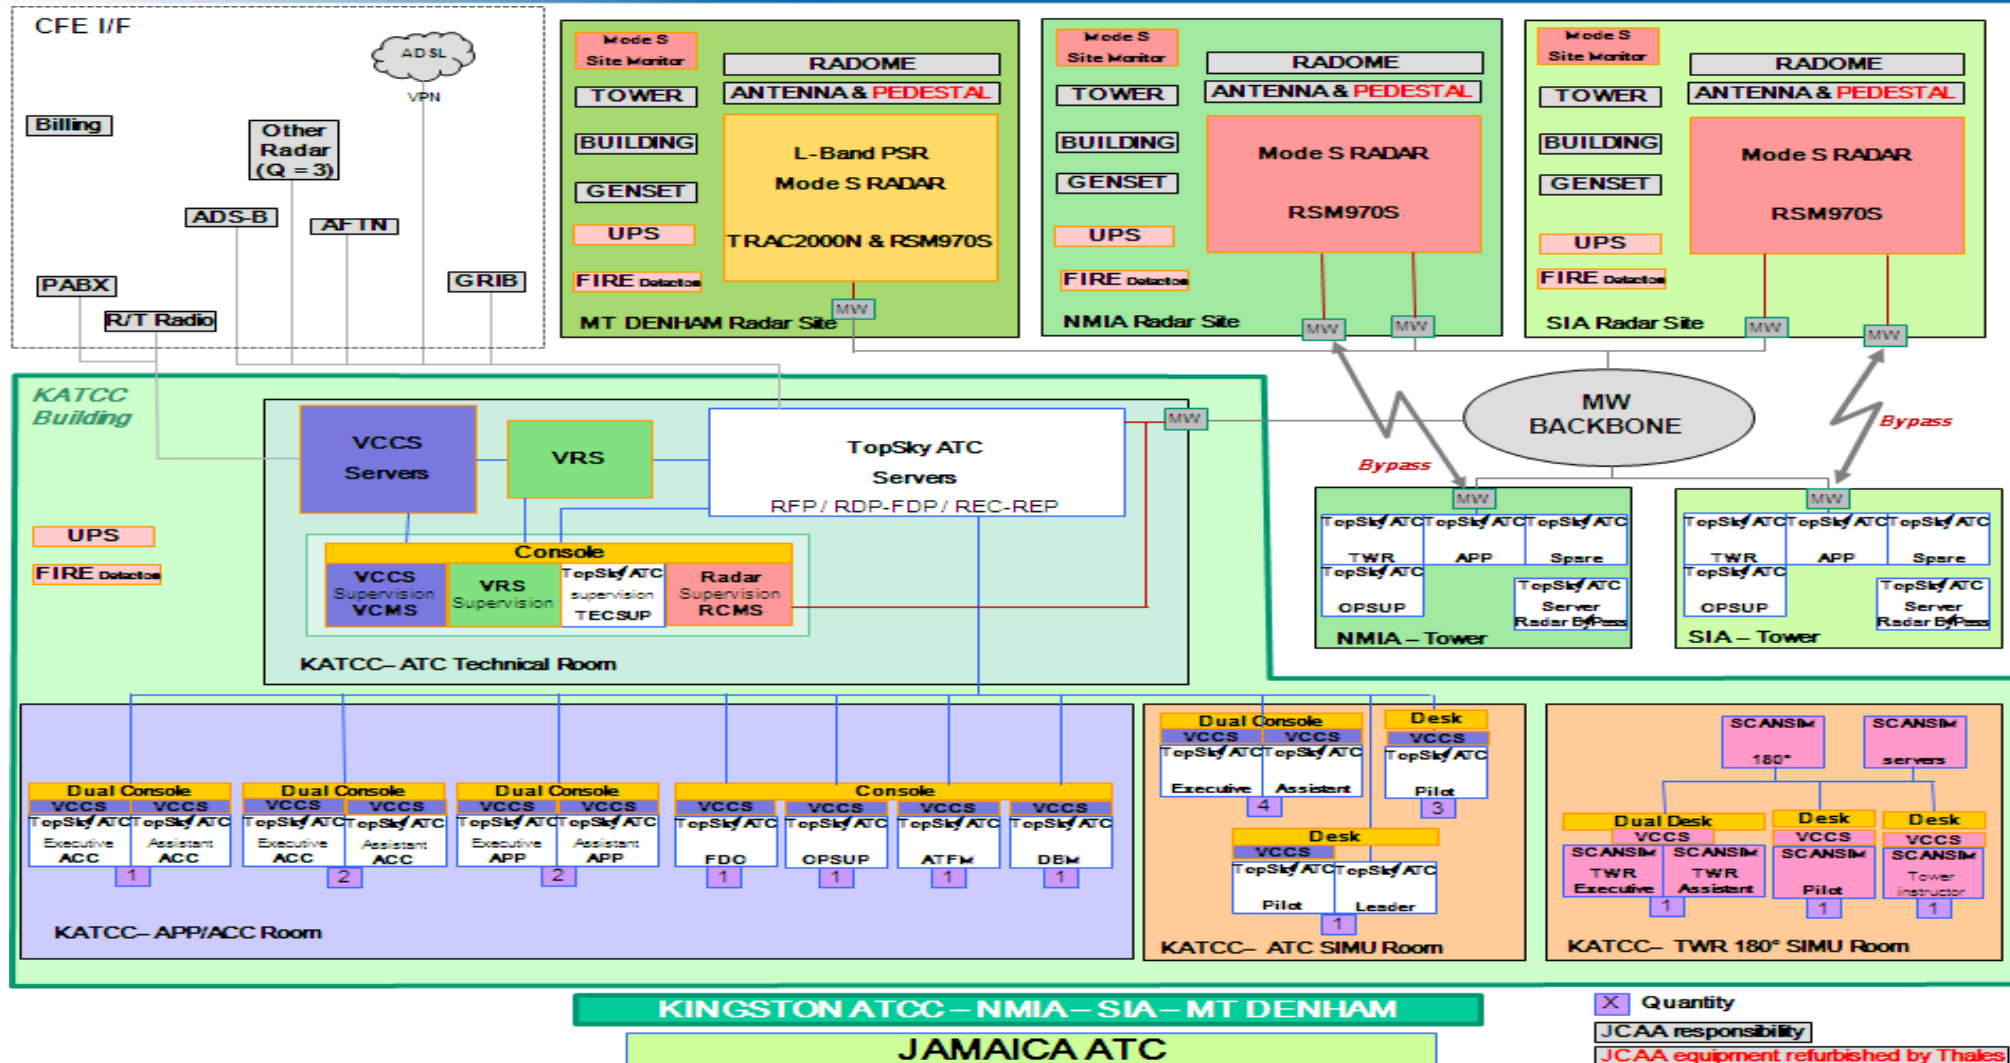 CFE I/F
ADSL
VPN
Billing
Other
Radar
(Q = 3)
ADS-B
AFTN
PABX
GRIB
R/T Radio
Mode S
Site Monitor
TOWER
BUILDING
GENSET
UPS
FIRE Detection
RADOME
ANTENNA & PEDESTAL
L-Band PSR
Mode S RADAR
TRAC2000N & RSM970S
MW
MT DENHAM Radar Site
Mode S
Site Monitor
TOWER
BUILDING
GENSET
UPS
FIRE Detection
RADOME
ANTENNA & PEDESTAL
Mode S RADAR
RSM970S
NMIA Radar Site
MW
MW
Mode S
Site Monitor
TOWER
BUILDING
GENSET
UPS
FIRE Detection
RADOME
ANTENNA & PEDESTAL
Mode S RADAR
RSM970S
SIA Radar Site
MW
MW
KATCC
Building
UPS
FIRE Detection
VCCS
Servers
VRS
TopSky ATC
Servers
RFP / RDP-FDP / REC-REP
MW
Console
VCCS
Supervision
VCMS
VRS
Supervision
TopSky ATC
supervision
TECSUP
Radar
Supervision
RCMS
KATCC– ATC Technical Room
MW
BACKBONE
Bypass
Bypass
MW
TopSky ATC
TWR
TopSky ATC
APP
TopSky ATC
Spare
TopSky ATC
OPSUP
TopSky ATC
Server
Radar ByPass
NMIA – Tower
MW
TopSky ATC
TWR
TopSky ATC
APP
TopSky ATC
Spare
TopSky ATC
OPSUP
TopSky ATC
Server
Radar ByPass
SIA – Tower
Dual Console
VCCS
VCCS
TopSky ATC
Executive
ACC
TopSky ATC
Assistant
ACC
1
Dual Console
VCCS
VCCS
TopSky ATC
Executive
ACC
TopSky ATC
Assistant
ACC
2
Dual Console
VCCS
VCCS
TopSky ATC
Executive
APP
TopSky ATC
Assistant
APP
2
Console
VCCS
TopSky ATC
FDO
1
VCCS
TopSky ATC
OPSUP
1
VCCS
TopSky ATC
ATFM
1
VCCS
TopSky ATC
DBM
1
KATCC– APP/ACC Room
Dual Console
VCCS
VCCS
TopSky ATC
Executive
TopSky ATC
Assistant
4
Desk
VCCS
TopSky ATC
Pilot
3
Desk
VCCS
TopSky ATC
Pilot
TopSky ATC
Leader
1
KATCC– ATC SIMU Room
SCANSIM
180°
SCANSIM
servers
Dual Desk
VCCS
SCANSIM
TWR
Executive
SCANSIM
TWR
Assistant
1
Desk
VCCS
SCANSIM
Pilot
1
Desk
VCCS
SCANSIM
Tower
instructor
1
KATCC– TWR 180° SIMU Room
KINGSTON ATCC – NMIA – SIA – MT DENHAM
JAMAICA ATC
X Quantity
JCAA responsibility
JCAA equipment refurbished by Thales